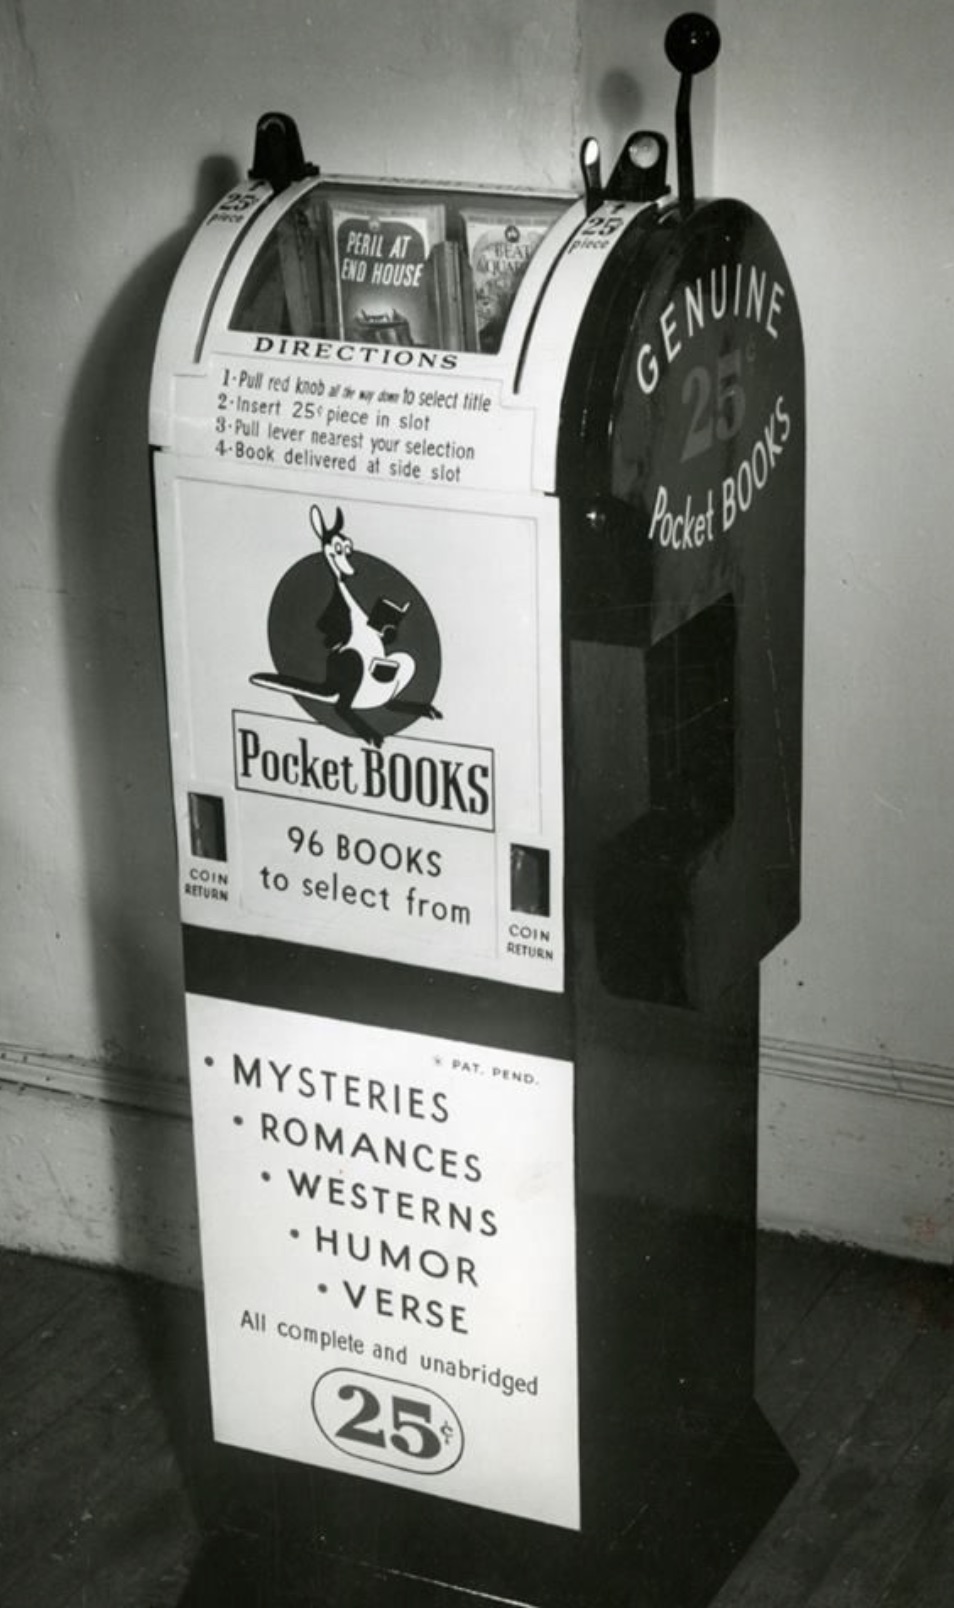 25¢
piece
PERIL AT
END HOUSE
25¢
piece
DIRECTIONS
1-Pull red knob all the way down to select title
2-Insert 25¢ piece in slot
3-Pull lever nearest your selection
4-Book delivered at side slot
GENUINE
25¢
Pocket BOOKS
Pocket BOOKS
96 BOOKS
to select from
COIN
RETURN
COIN
RETURN
* PAT. PEND.
• MYSTERIES
• ROMANCES
• WESTERNS
• HUMOR
• VERSE
All complete and unabridged
25¢